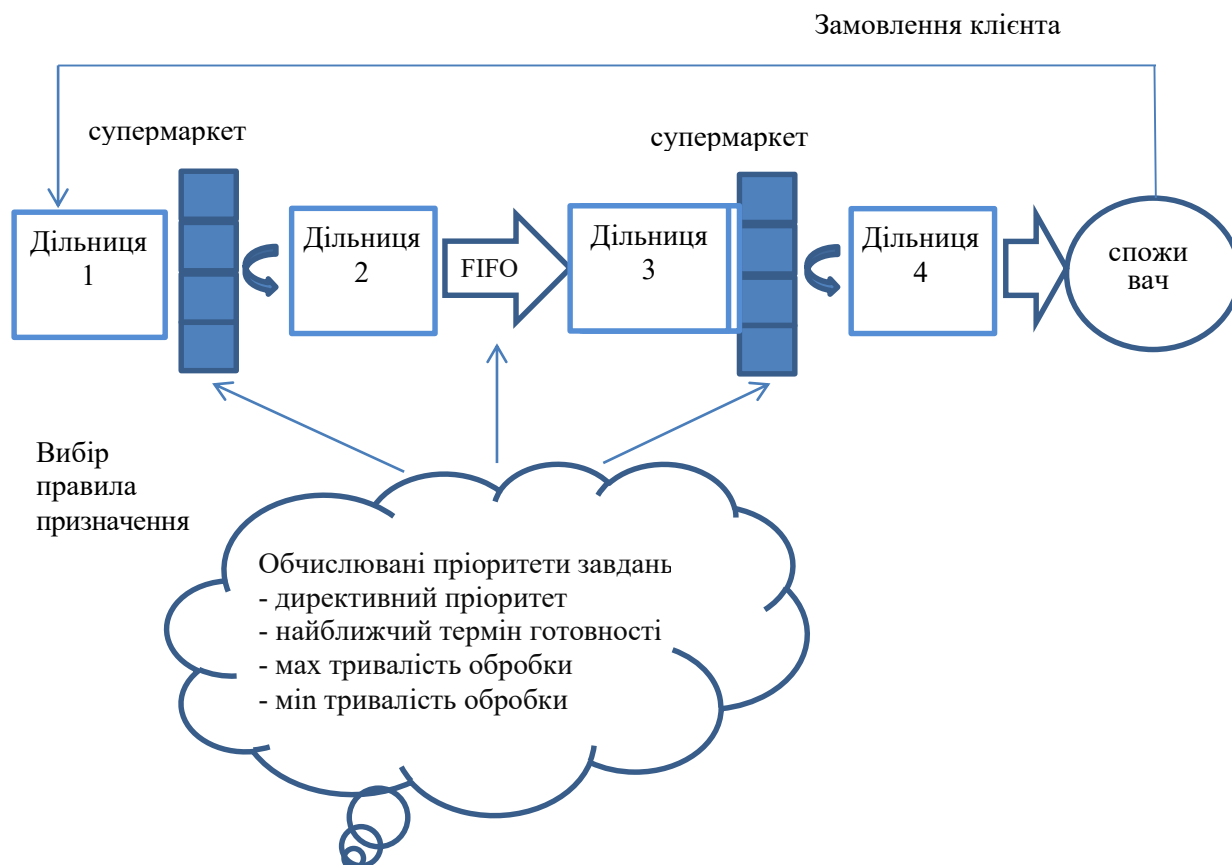 Замовлення клієнта
супермаркет
супермаркет
Дільниця
1
Дільниця
2
FIFO
Дільниця
3
Дільниця
4
спожи
вач
Вибір
правила
призначення
Обчислювані пріоритети завдань
- директивний пріоритет
- найближчий термін готовності
- мах тривалість обробки
- міn тривалість обробки